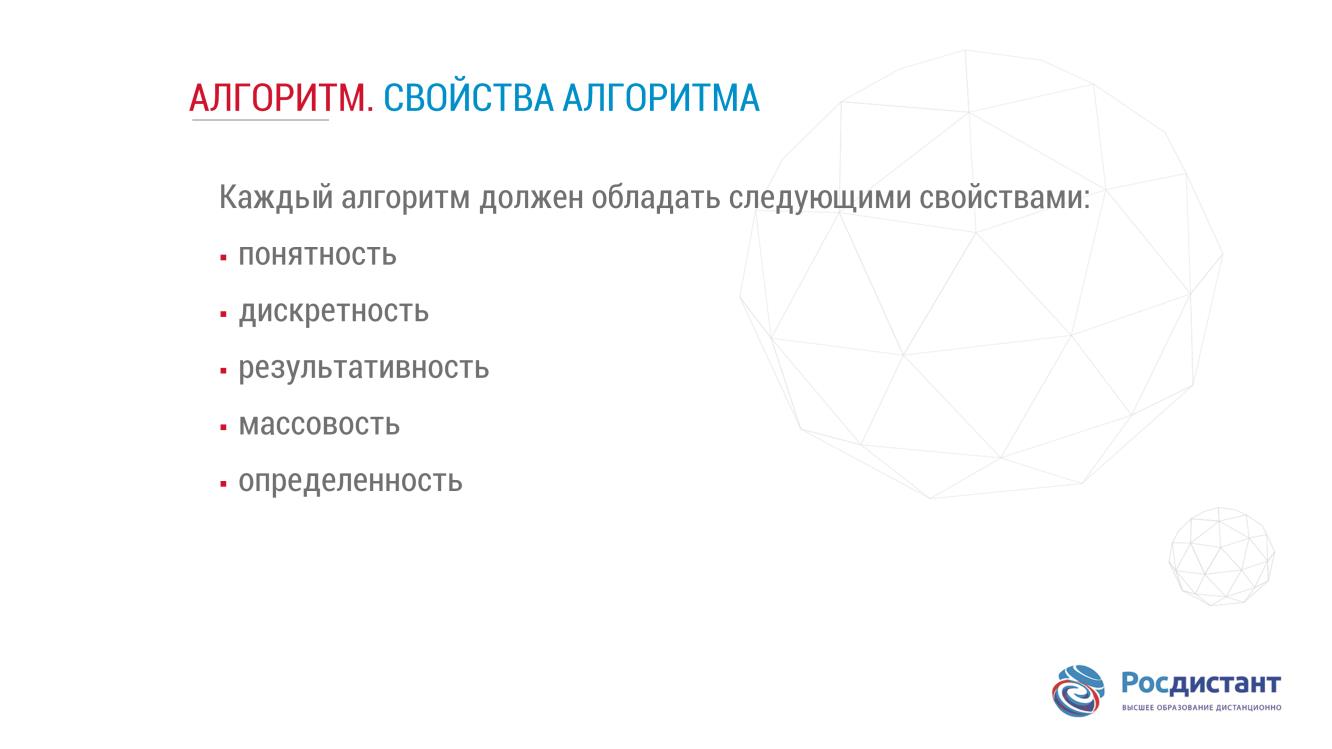 АЛГОРИТМ. СВОЙСТВА АЛГОРИТМА
Каждый алгоритм должен обладать следующими свойствами:
▪ понятность
▪ дискретность
▪ результативность
▪ массовость
▪ определенность
Росдистант
ВЫСШЕЕ ОБРАЗОВАНИЕ ДИСТАНЦИОННО